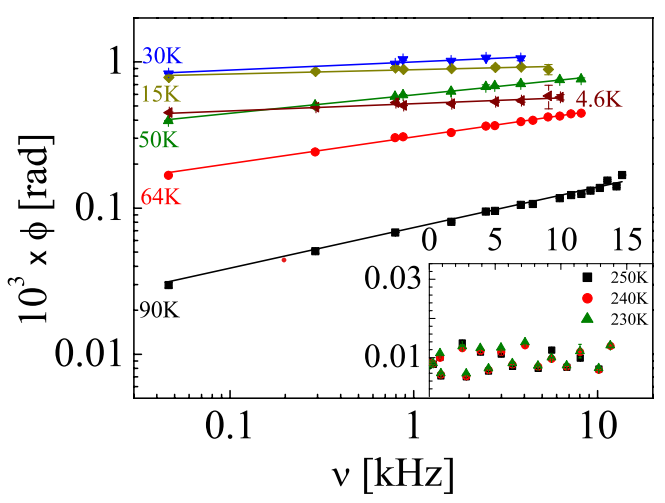 1
30K
15K
4.6K
50K
64K
0.1
0 5 10 15
10³ x ϕ [rad]
90K
0.03
250K
240K
230K
0.01
0.01
0.1 1 10
ν [kHz]